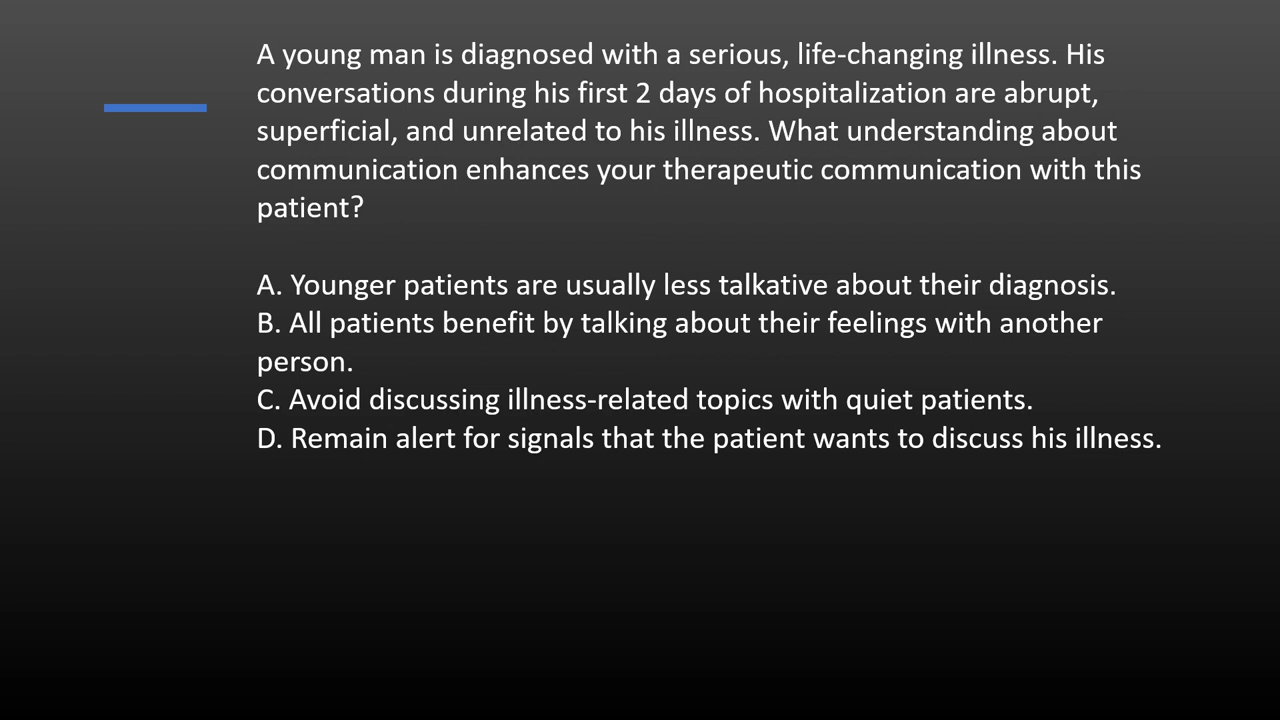 A young man is diagnosed with a serious, life-changing illness. His
conversations during his first 2 days of hospitalization are abrupt,
superficial, and unrelated to his illness. What understanding about
communication enhances your therapeutic communication with this
patient?
A. Younger patients are usually less talkative about their diagnosis.
B. All patients benefit by talking about their feelings with another
person.
C. Avoid discussing illness-related topics with quiet patients.
D. Remain alert for signals that the patient wants to discuss his illness.